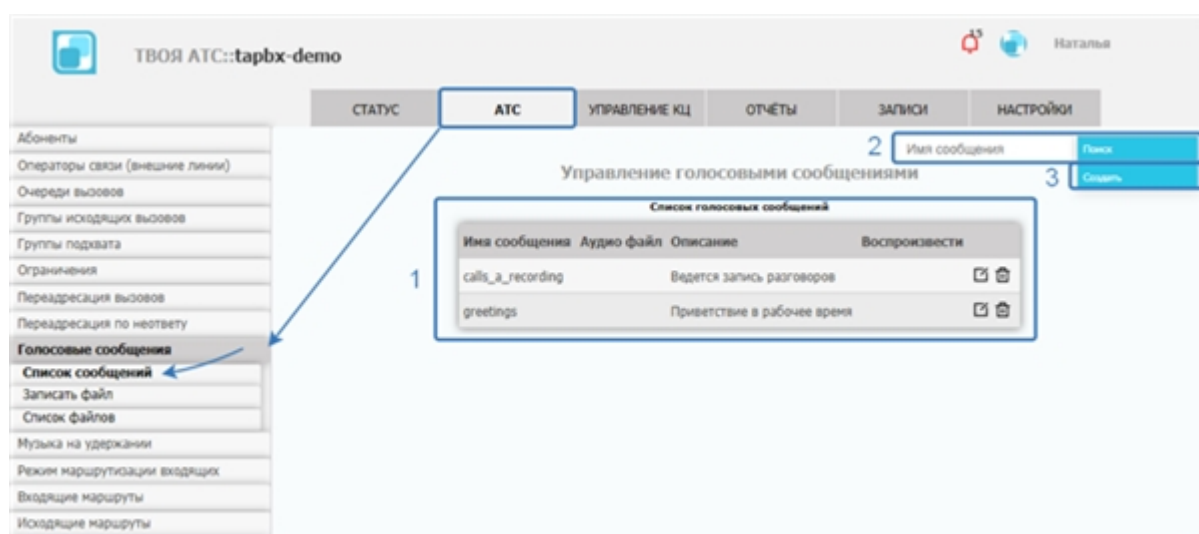 ТВОЯ АТС::tapbx-demo
15
Наталья
СТАТУС АТС УПРАВЛЕНИЕ КЦ ОТЧЁТЫ ЗАПИСИ НАСТРОЙКИ
Абоненты
Операторы связи (внешние линии)
Очереди вызовов
Группы исходящих вызовов
Группы подхвата
Ограничения
Переадресация вызовов
Переадресация по неответу
Голосовые сообщения
Список сообщений
Записать файл
Список файлов
Музыка на удержании
Режим маршрутизации входящих
Входящие маршруты
Исходящие маршруты
2 Имя сообщения Поиск
3 Создать
Управление голосовыми сообщениями
Список голосовых сообщений
1
Имя сообщения Аудио файл Описание Воспроизвести
calls_a_recording Ведется запись разговоров
greetings Приветствие в рабочее время